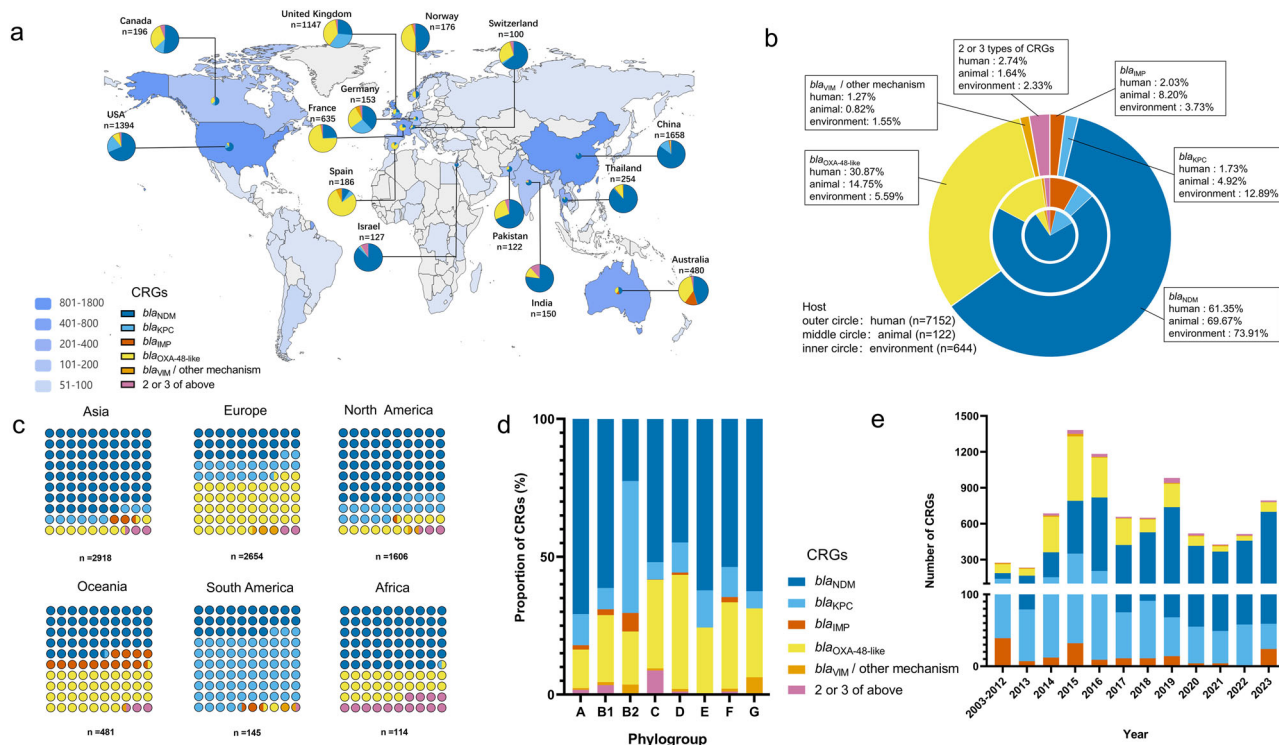 a
Canada
n=196
United Kingdom
n=1147
Norway
n=176
Switzerland
n=100
USA
n=1394
France
n=635
Germany
n=153
China
n=1658
Spain
n=186
Thailand
n=254
Israel
n=127
Pakistan
n=122
India
n=150
Australia
n=480
801-1800
401-800
201-400
101-200
51-100
CRGs
blaNDM
blaKPC
blaIMP
blaOXA-48-like
blaVIM / other mechanism
2 or 3 of above
b
2 or 3 types of CRGs
human : 2.74%
animal : 1.64%
environment : 2.33%
blaIMP
human : 2.03%
animal : 8.20%
environment : 3.73%
blaVIM / other mechanism
human : 1.27%
animal : 0.82%
environment : 1.55%
blaOXA-48-like
human : 30.87%
animal : 14.75%
environment : 5.59%
blaKPC
human : 1.73%
animal : 4.92%
environment : 12.89%
blaNDM
human : 61.35%
animal : 69.67%
environment : 73.91%
Host
outer circle： human (n=7152)
middle circle： animal (n=122)
inner circle： environment (n=644)
c
Asia
n =2918
Europe
n =2654
North America
n =1606
Oceania
n =481
South America
n =145
Africa
n =114
d
Proportion of CRGs (%)
100
50
0
A B1 B2 C D E F G
Phylogroup
CRGs
blaNDM
blaKPC
blaIMP
blaOXA-48-like
blaVIM / other mechanism
2 or 3 of above
e
Number of CRGs
1500
1200
900
600
300
100
0
2003-2012 2013 2014 2015 2016 2017 2018 2019 2020 2021 2022 2023
Year